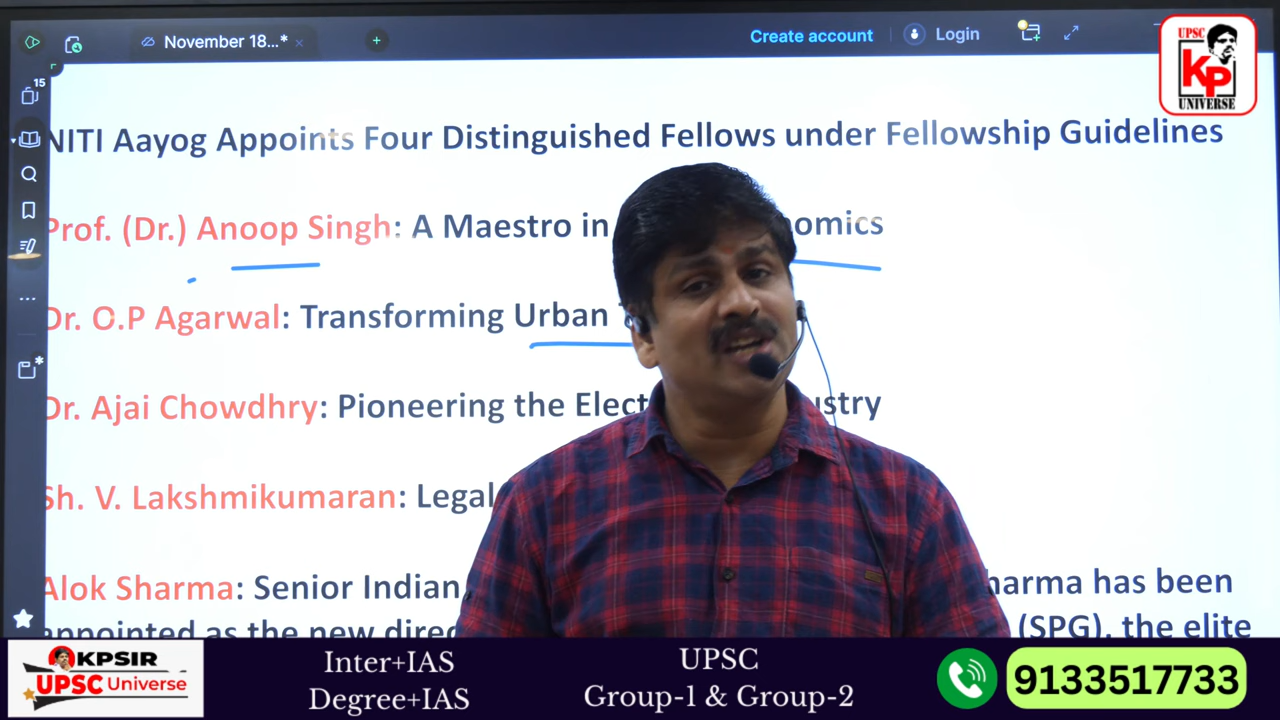 November 18...*
Create account
Login
15
UPSC
KP
UNIVERSE
NITI Aayog Appoints Four Distinguished Fellows under Fellowship Guidelines
Prof. (Dr.) Anoop Singh: A Maestro in omics
Dr. O.P Agarwal: Transforming Urban
Dr. Ajai Chowdhry: Pioneering the Elect ustry
Sh. V. Lakshmikumaran: Legal
Alok Sharma: Senior Indian harma has been
appointed as the new direc (SPG), the elite
KPSIR
UPSC Universe
Inter+IAS
Degree+IAS
UPSC
Group-1 & Group-2
9133517733